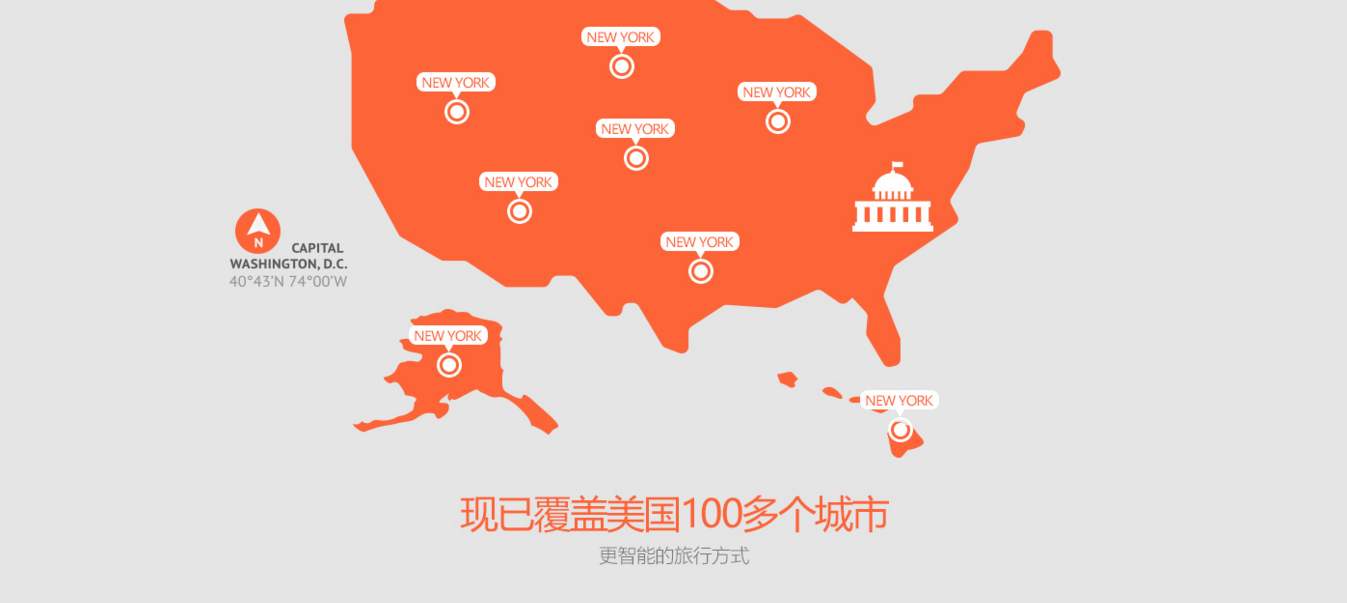 NEW YORK
NEW YORK
NEW YORK
NEW YORK
NEW YORK
NEW YORK
N
CAPITAL
WASHINGTON, D.C.
40°43'N 74°00'W
NEW YORK
NEW YORK
现已覆盖美国100多个城市
更智能的旅行方式